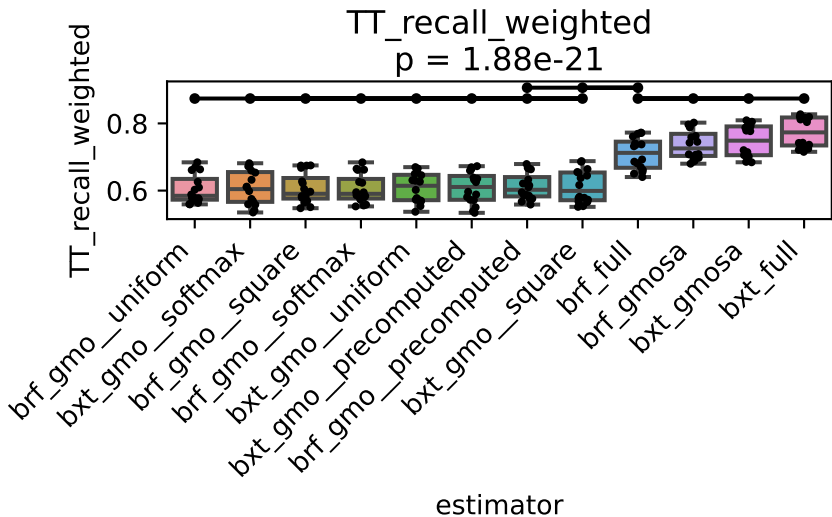 TT_recall_weighted
p = 1.88e-21
TT_recall_weighted
0.8
0.6
brf_gmo__uniform
bxt_gmo__softmax
brf_gmo__square
brf_gmo__softmax
bxt_gmo__uniform
bxt_gmo__precomputed
brf_gmo__precomputed
bxt_gmo__square
brf_full
brf_gmosa
bxt_gmosa
bxt_full
estimator